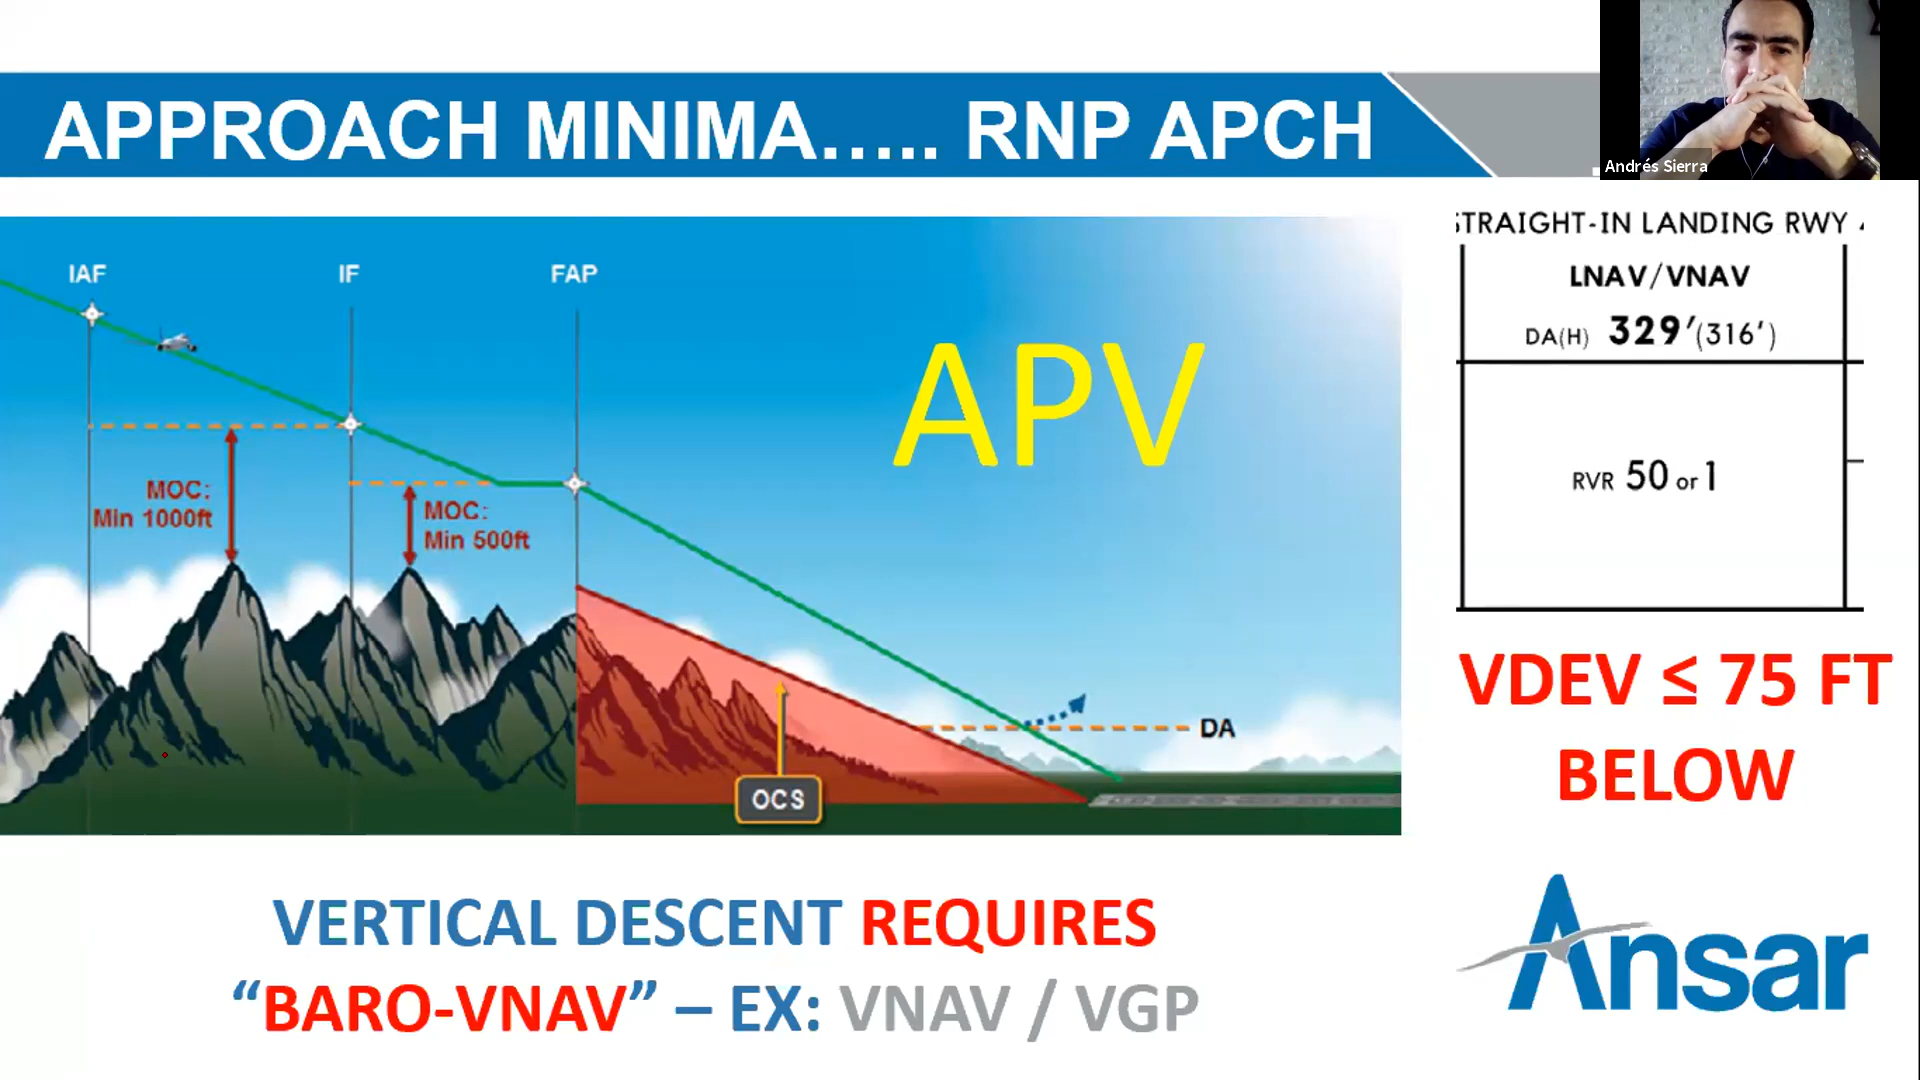 APPROACH MINIMA..... RNP APCH
Andrés Sierra
IAF
IF
FAP
APV
MOC:
Min 1000ft
MOC:
Min 500ft
DA
OCS
STRAIGHT-IN LANDING RWY
LNAV/VNAV
DA(H) 329'(316')
RVR 50 or 1
VDEV ≤ 75 FT
BELOW
VERTICAL DESCENT REQUIRES
“BARO-VNAV” – EX: VNAV / VGP
Ansar